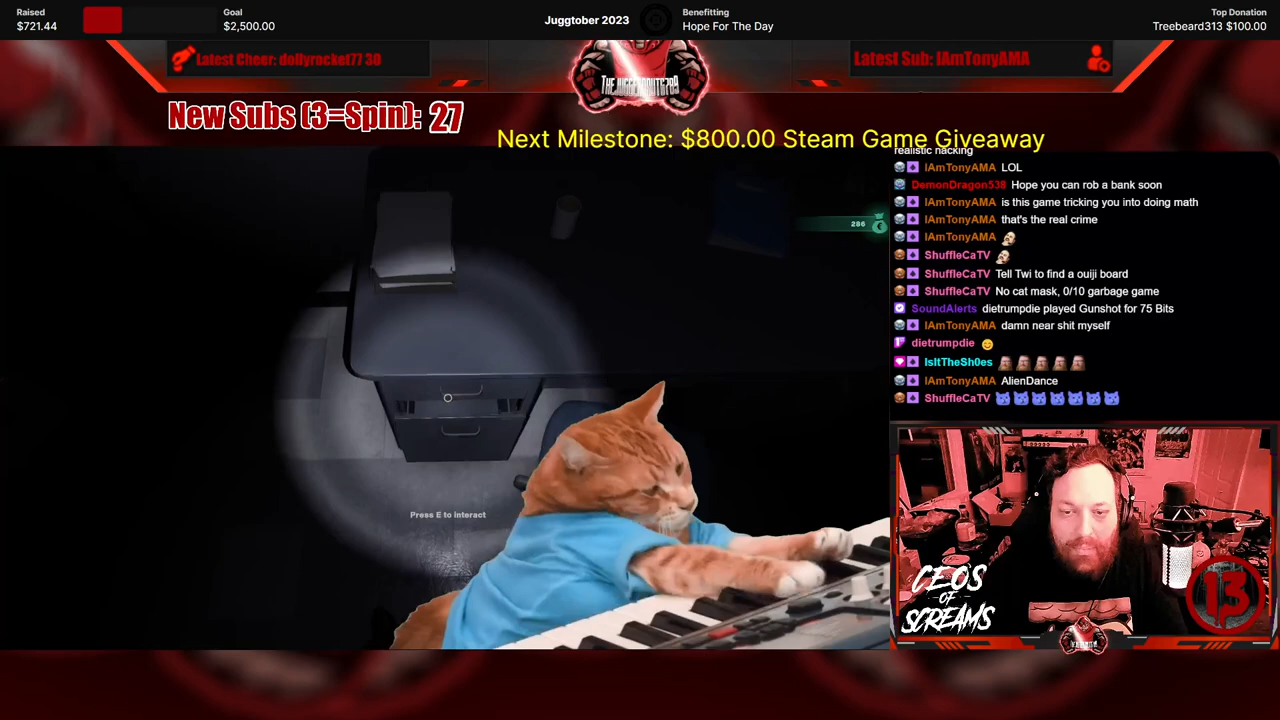 Raised
$721.44
Goal
$2,500.00
Juggtober 2023
Benefitting
Hope For The Day
Top Donation
Treebeard313 $100.00
Latest Cheer: dollyrocket77 30
THEJUGGERNAUT6789
Latest Sub: IAmTonyAMA
New Subs (3=Spin): 27
Next Milestone: $800.00 Steam Game Giveaway
realistic hacking
IAmTonyAMA LOL
DemonDragon538 Hope you can rob a bank soon
IAmTonyAMA is this game tricking you into doing math
IAmTonyAMA that's the real crime
IAmTonyAMA
ShuffleCaTV
ShuffleCaTV Tell Twi to find a ouiji board
ShuffleCaTV No cat mask, 0/10 garbage game
SoundAlerts dietrumpdie played Gunshot for 75 Bits
IAmTonyAMA damn near shit myself
dietrumpdie
IsItTheSh0es
IAmTonyAMA AlienDance
ShuffleCaTV
286
Press E to interact
CEOS
OF
SCREAMS
13